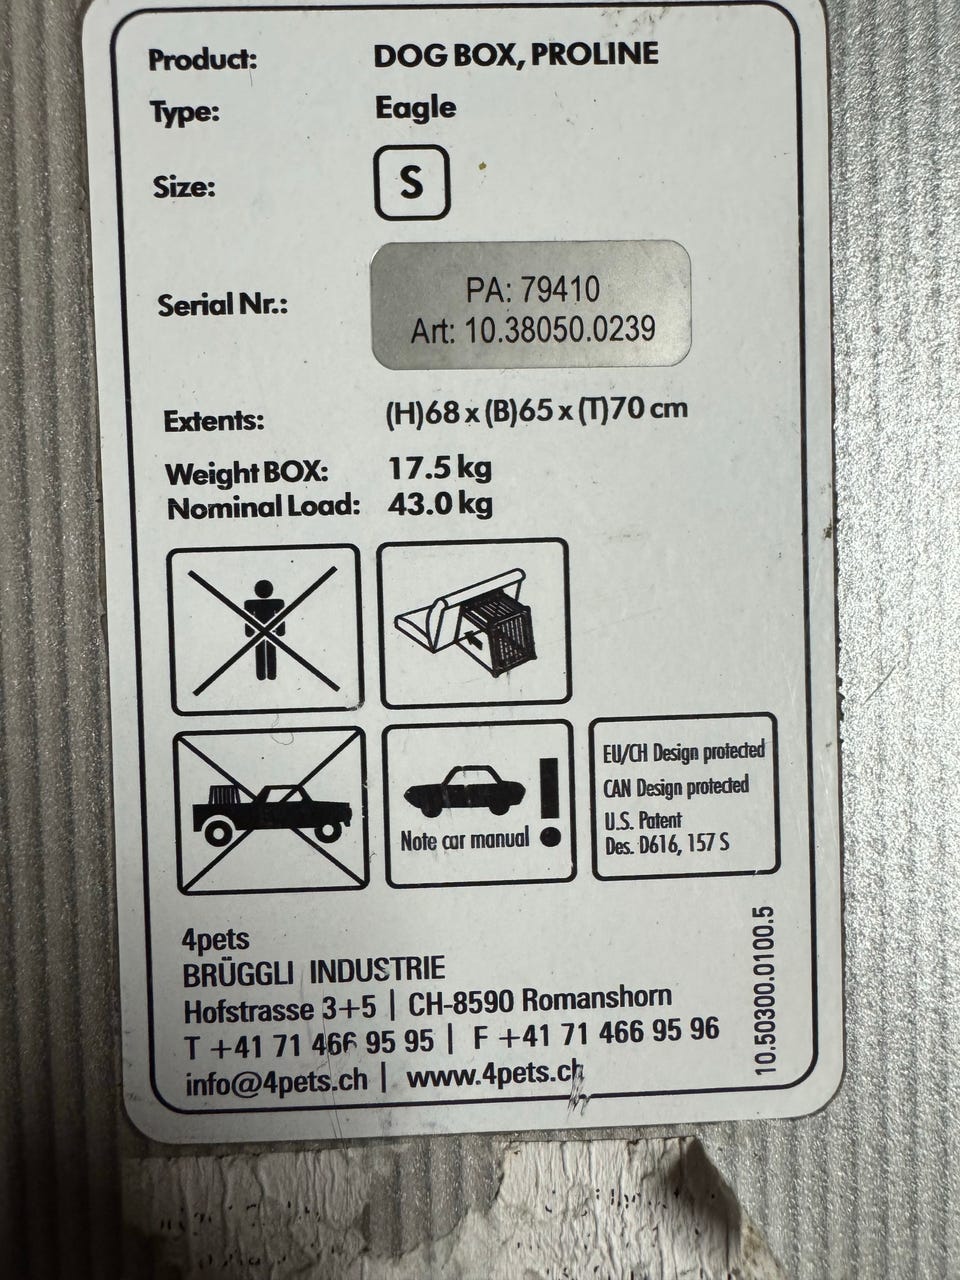 Product: DOG BOX, PROLINE
Type: Eagle
Size: S
Serial Nr.: PA: 79410
Art: 10.38050.0239
Extents: (H)68 x (B)65 x (T)70 cm
Weight BOX: 17.5 kg
Nominal Load: 43.0 kg
Note car manual
EU/CH Design protected
CAN Design protected
U.S. Patent
Des. D616, 157 S
4pets
BRÜGGLI INDUSTRIE
Hofstrasse 3+5 | CH-8590 Romanshorn
T +41 71 466 95 95 | F +41 71 466 95 96
info@4pets.ch | www.4pets.ch
10.50300.0100.5